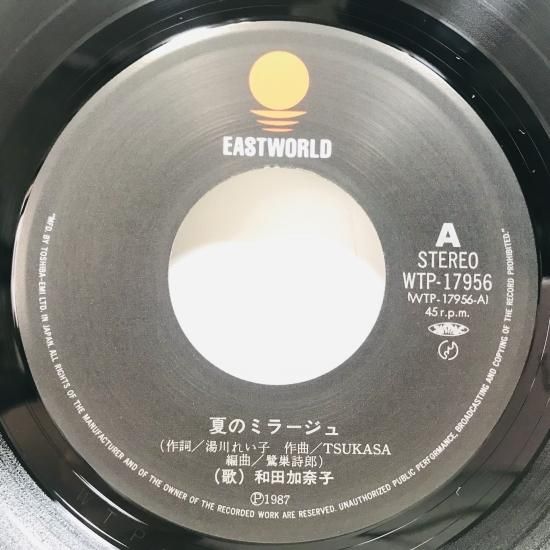 EASTWORLD
A
STEREO
WTP-17956
(WTP-17956-A)
45 r.p.m.
夏のミラージュ
(作詞／湯川れい子 作曲／TSUKASA
編曲／鷺巣詩郎)
(歌) 和田加奈子
Ⓟ1987
"MFD. BY TOSHIBA-EMI LTD. IN JAPAN. ALL RIGHTS OF THE MANUFACTURER AND OF THE OWNER OF THE RECORDED WORK ARE RESERVED. UNAUTHORIZED PUBLIC PERFORMANCE, BROADCASTING AND COPYING OF THE RECORD PROHIBITED."